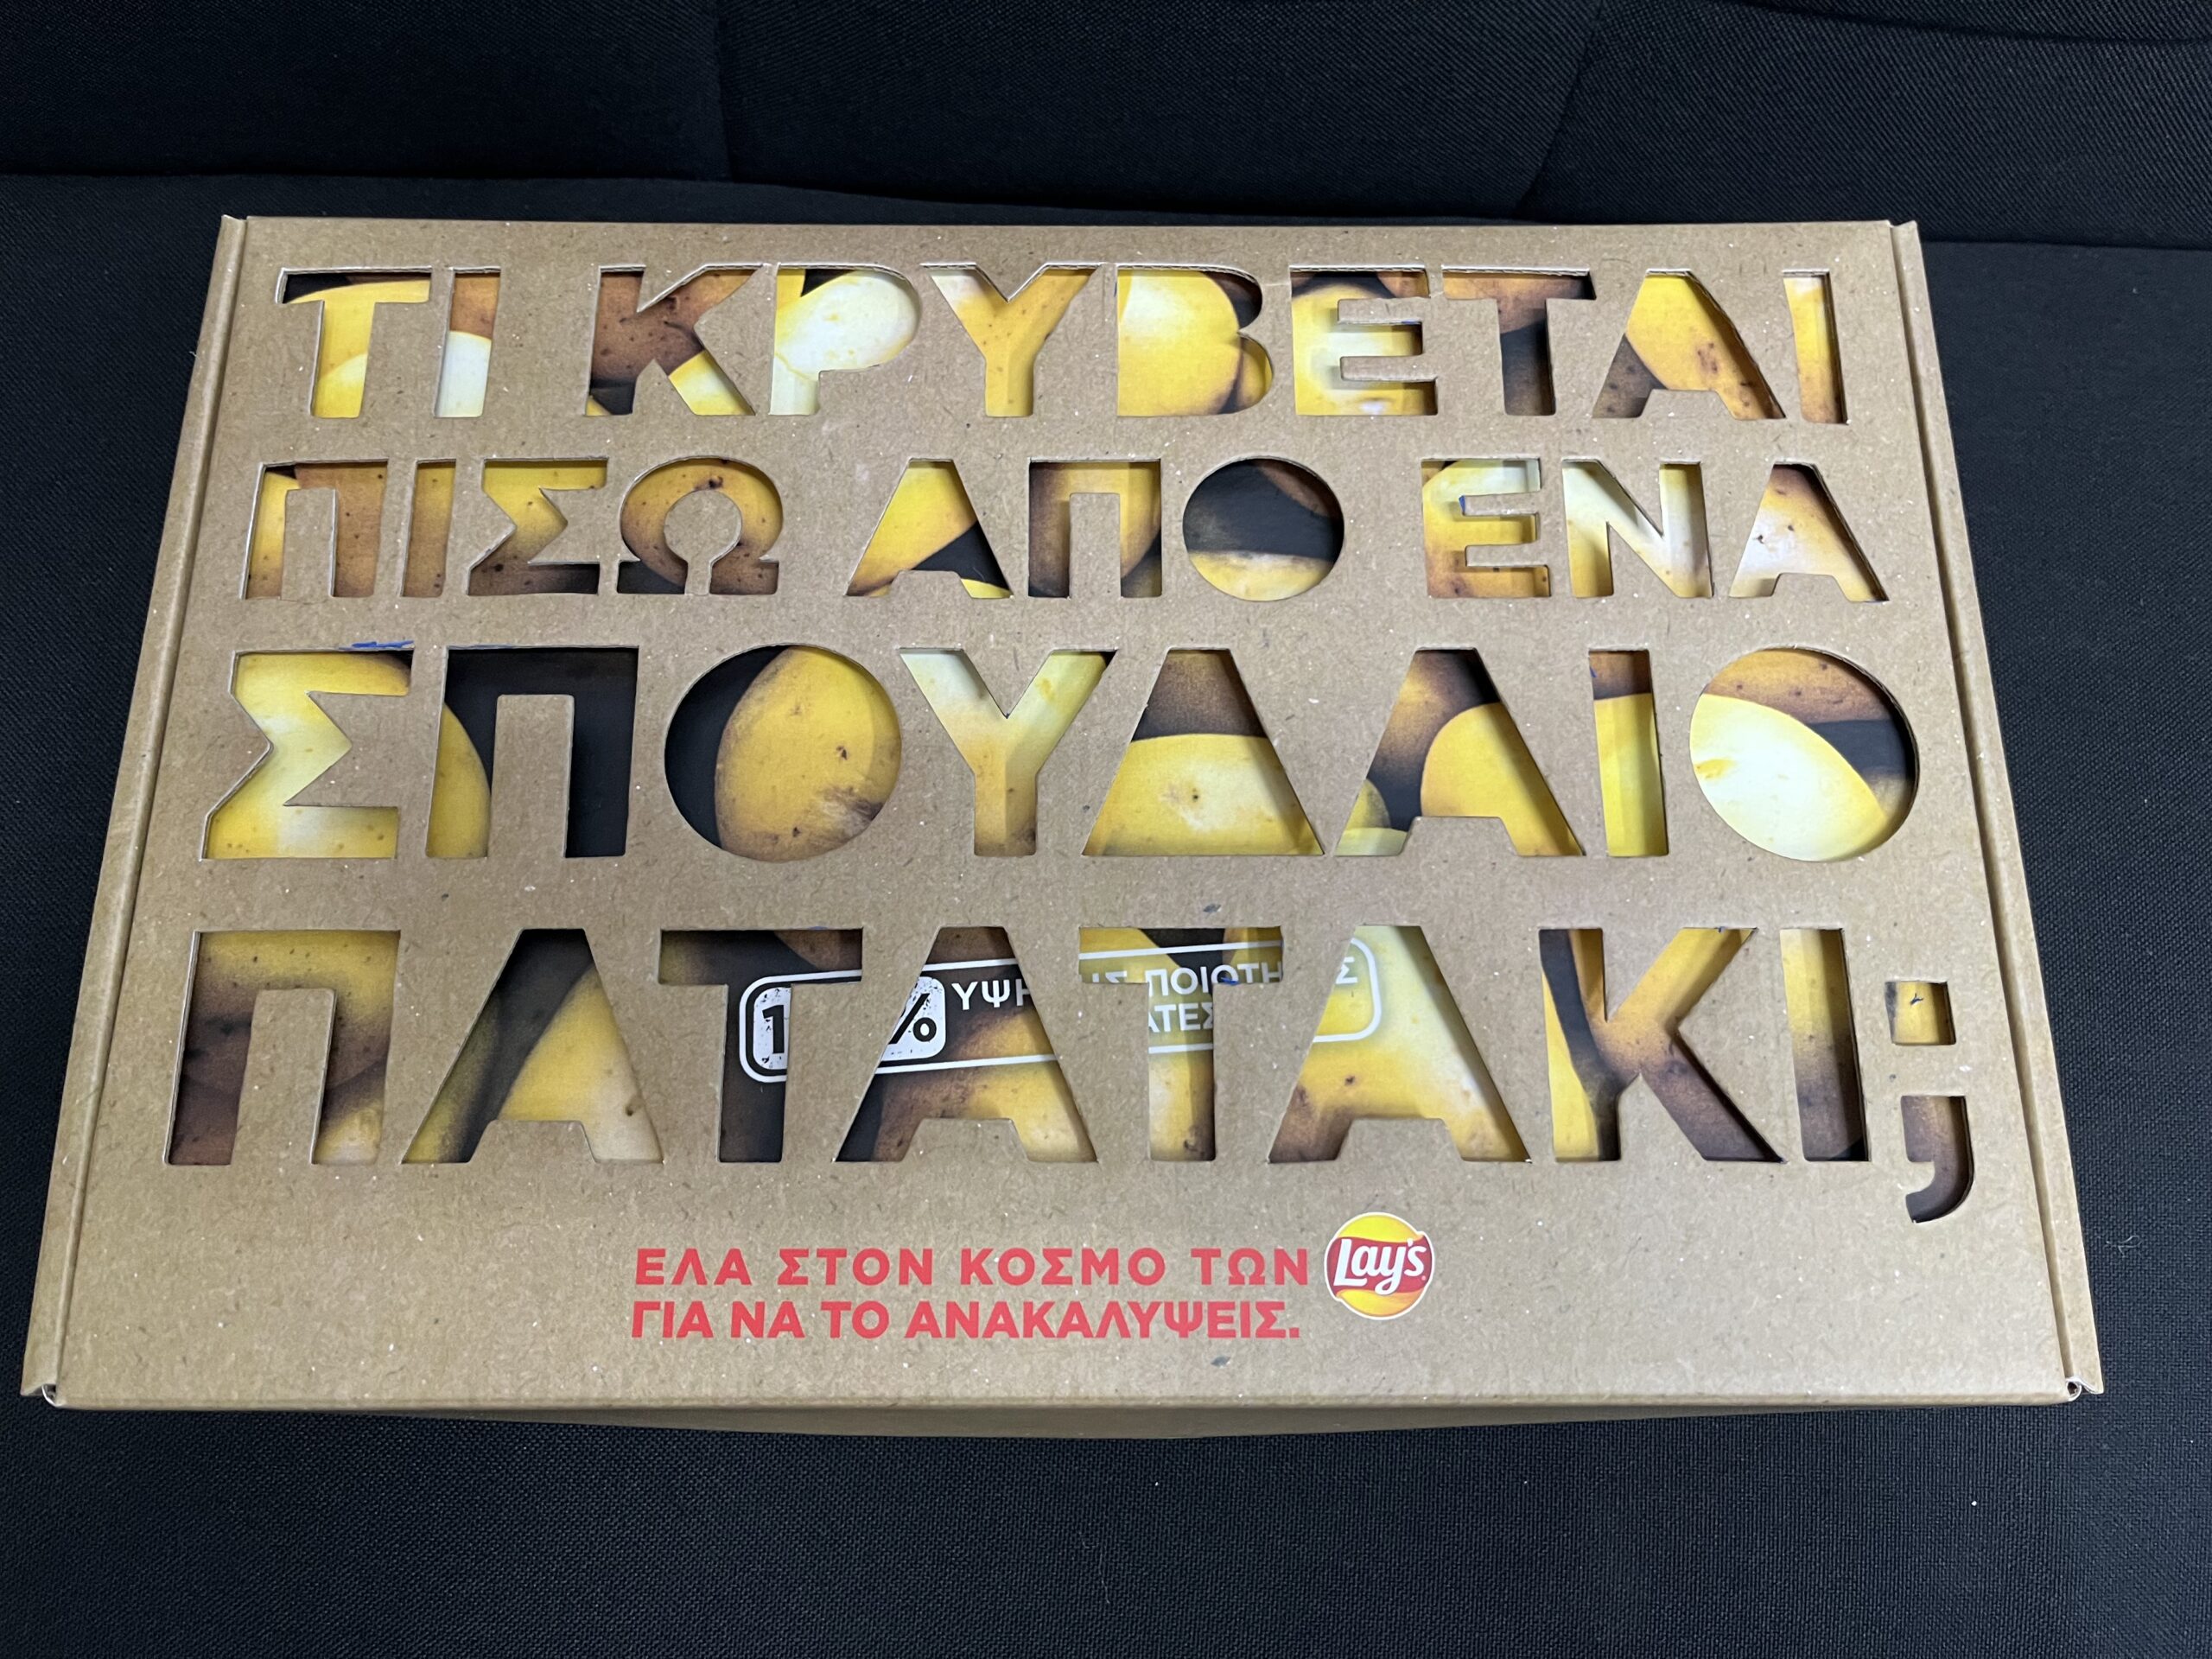 ΤΙ ΚΡΥΒΕΤΑΙ
ΠΙΣΩ ΑΠΟ ΕΝΑ
ΣΠΟΥΔΑΙΟ
ΠΑΤΑΤΑΚΙ;
ΕΛΑ ΣΤΟΝ ΚΟΣΜΟ ΤΩΝ Lay's
ΓΙΑ ΝΑ ΤΟ ΑΝΑΚΑΛΥΨΕΙΣ.